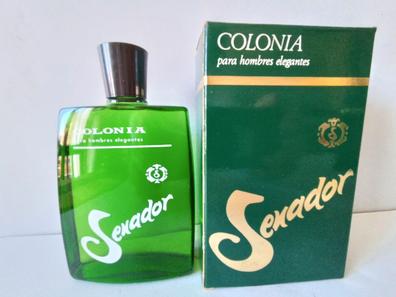 COLONIA
para hombres elegantes
Senador
COLONIA
para hombres elegantes
Senador